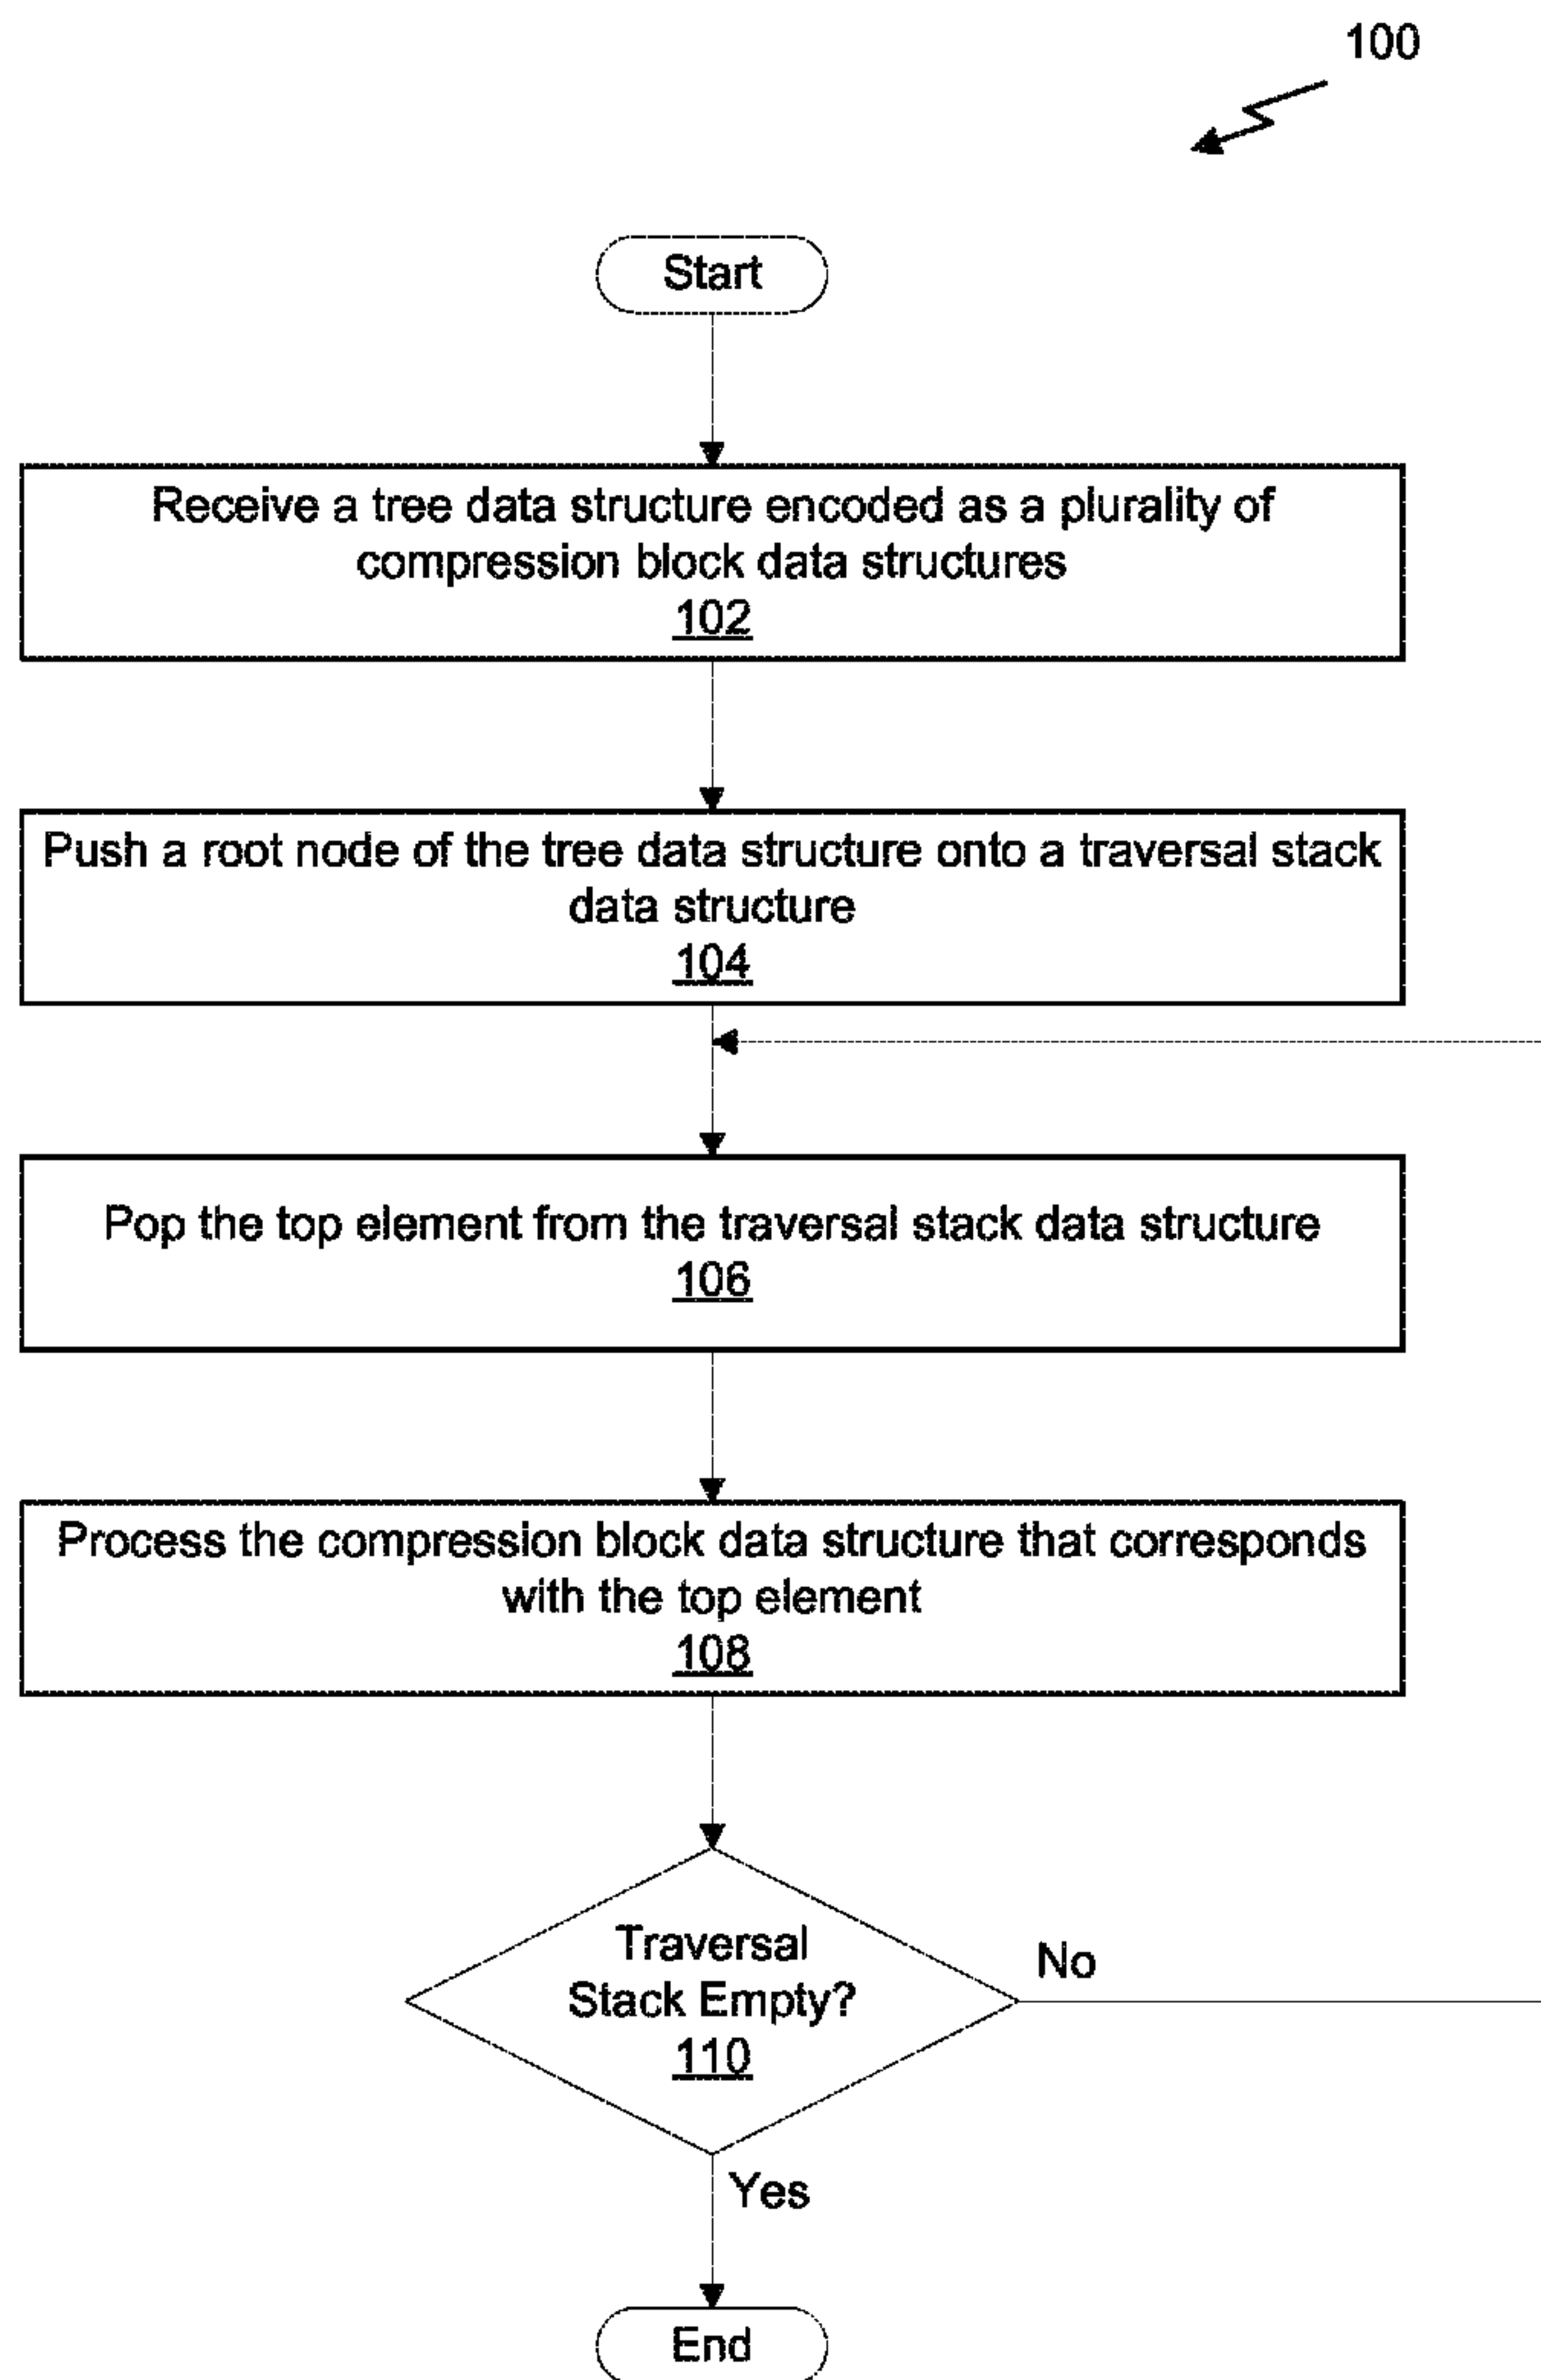 100
Start
Receive a tree data structure encoded as a plurality of
compression block data structures
102
Push a root node of the tree data structure onto a traversal stack
data structure
104
Pop the top element from the traversal stack data structure
106
Process the compression block data structure that corresponds
with the top element
108
Traversal
Stack Empty?
110
No
Yes
End